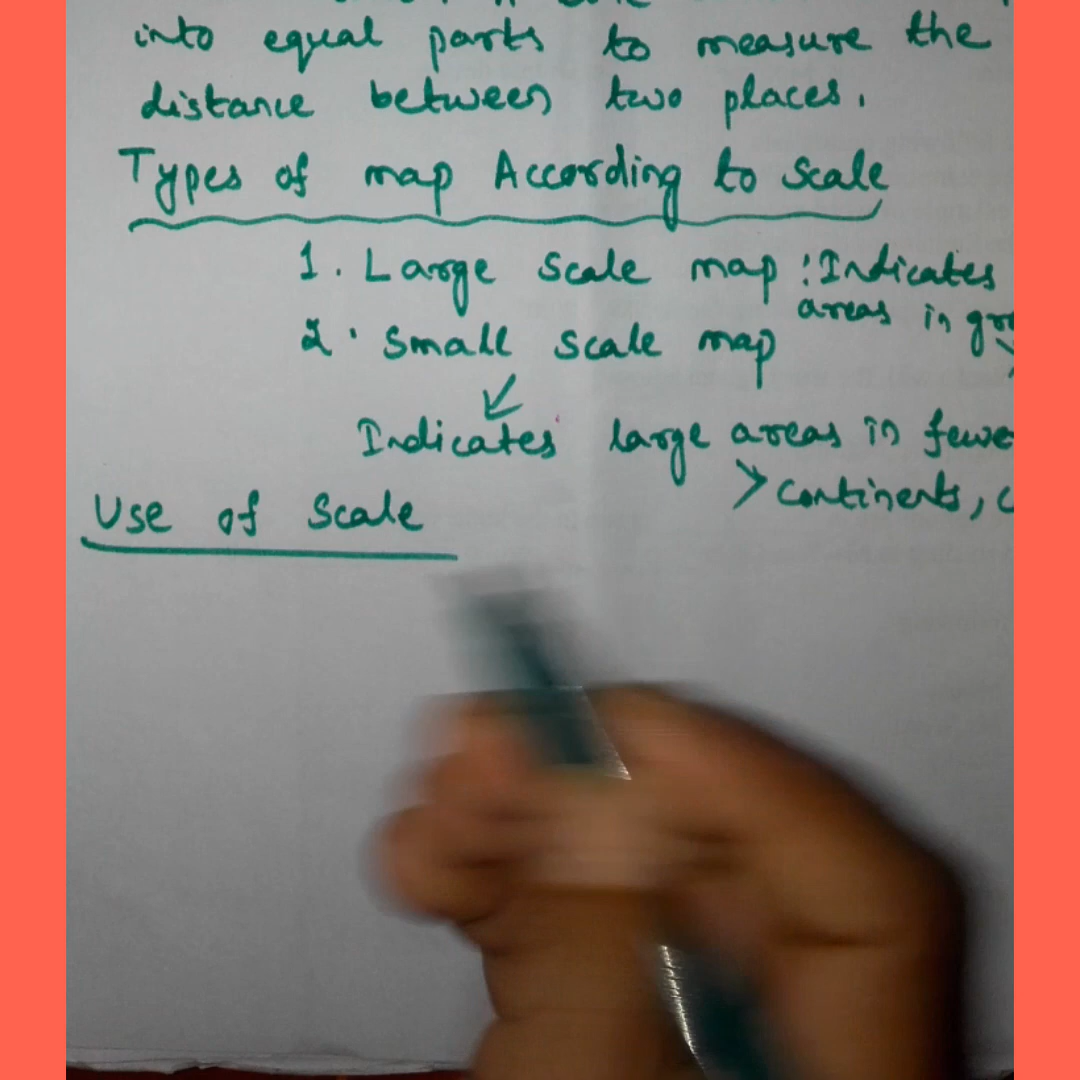 into equal parts to measure the
distance between two places.
Types of map According to scale
1. Large scale map : Indicates
areas in
2. Small scale map
Indicates large areas in
> continents,
Use of Scale